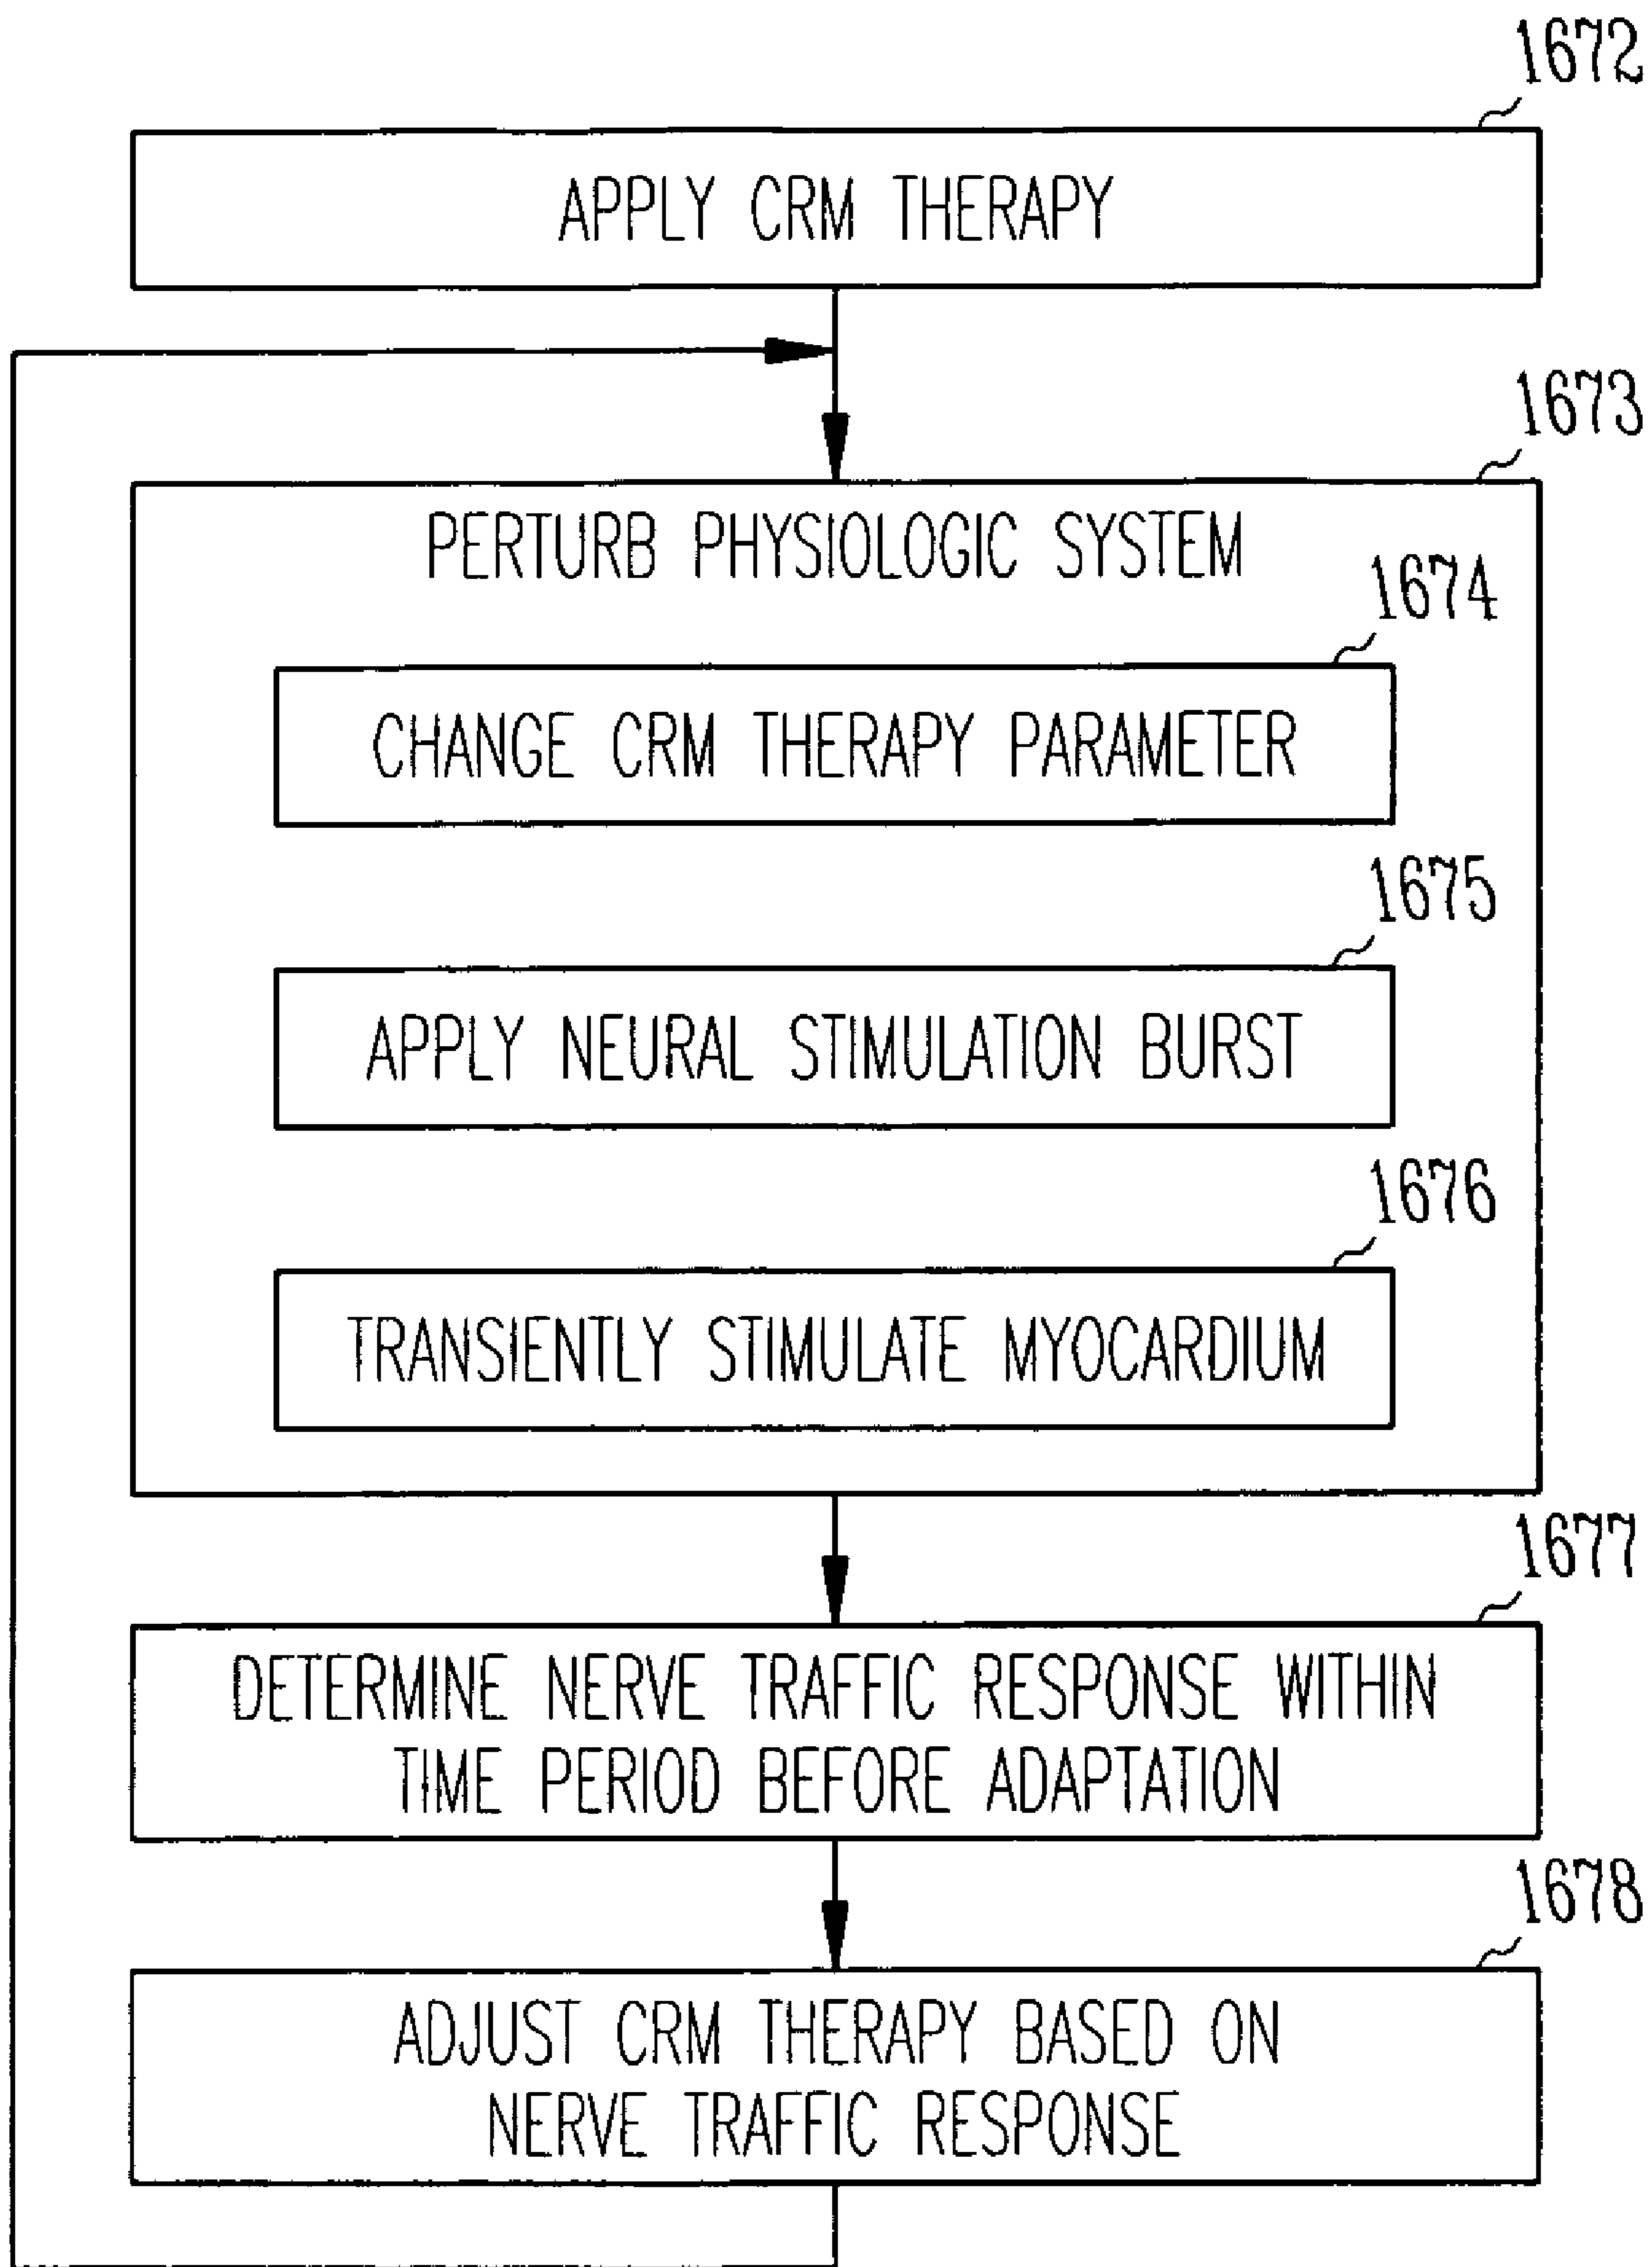 1672
APPLY CRM THERAPY
1673
PERTURB PHYSIOLOGIC SYSTEM
1674
CHANGE CRM THERAPY PARAMETER
1675
APPLY NEURAL STIMULATION BURST
1676
TRANSIENTLY STIMULATE MYOCARDIUM
1677
DETERMINE NERVE TRAFFIC RESPONSE WITHIN
TIME PERIOD BEFORE ADAPTATION
1678
ADJUST CRM THERAPY BASED ON
NERVE TRAFFIC RESPONSE